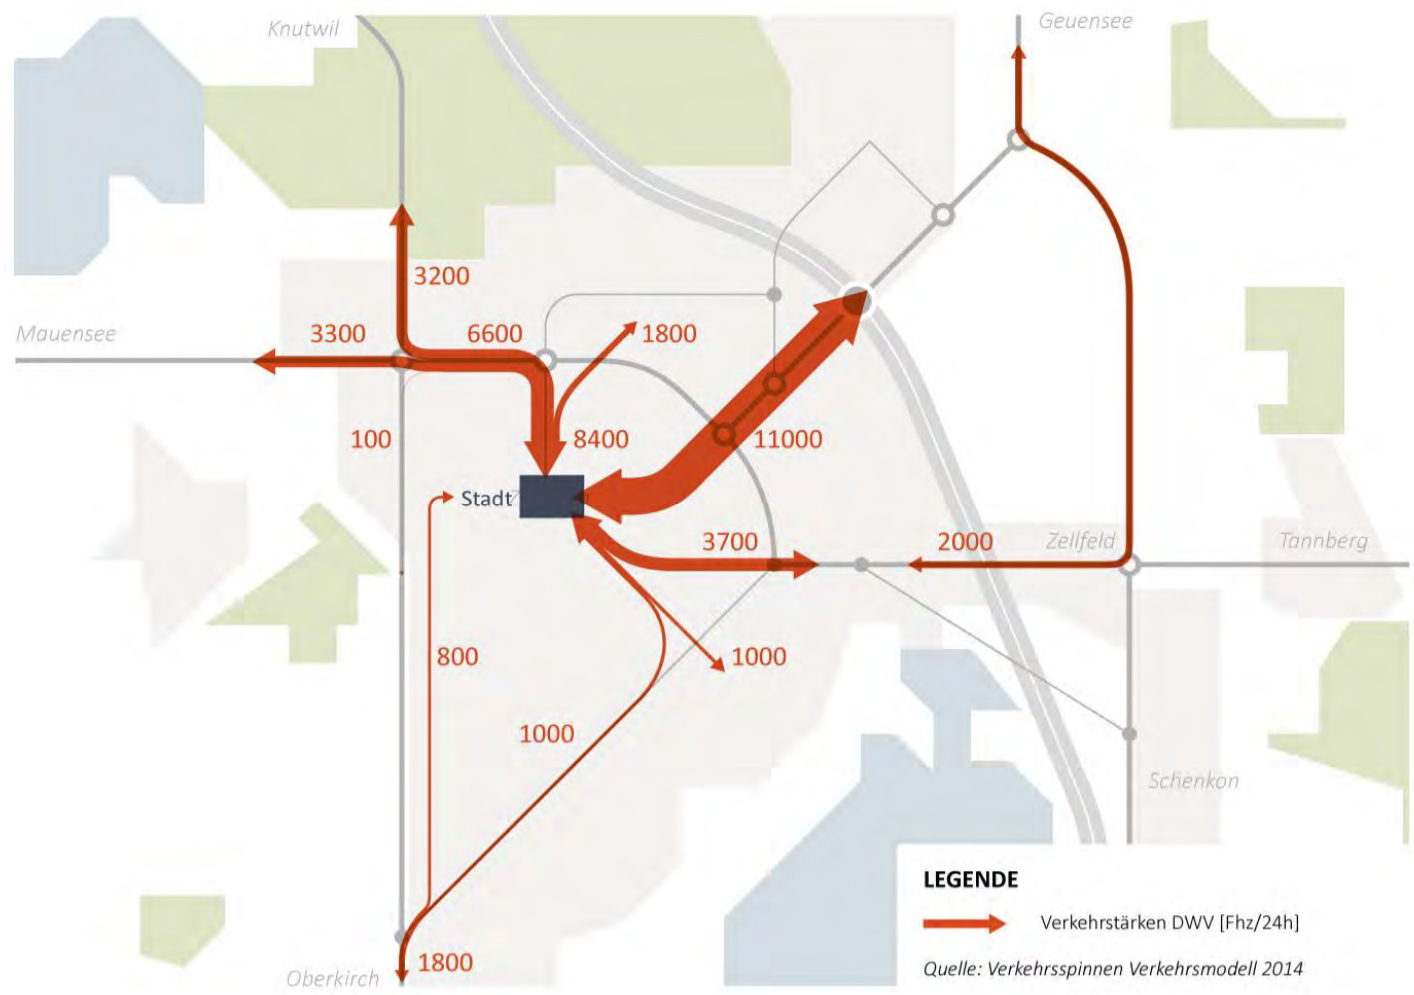 Geuensee
Knutwil
3200
Mauensee
3300
6600
1800
100
8400
11000
Stadt
3700
2000
Zellfeld
Tannberg
800
1000
1000
Schenkon
LEGENDE
Verkehrstärken DWV [Fhz/24h]
Quelle: Verkehrsspinnen Verkehrsmodell 2014
1800
Oberkirch